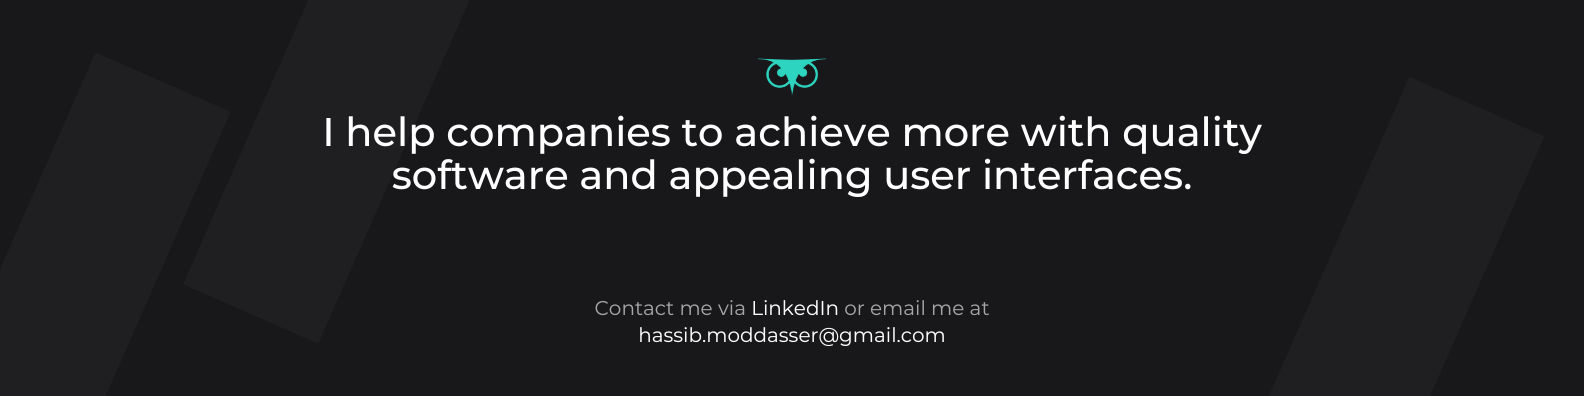 I help companies to achieve more with quality
software and appealing user interfaces.
Contact me via LinkedIn or email me at
hassib.moddasser@gmail.com